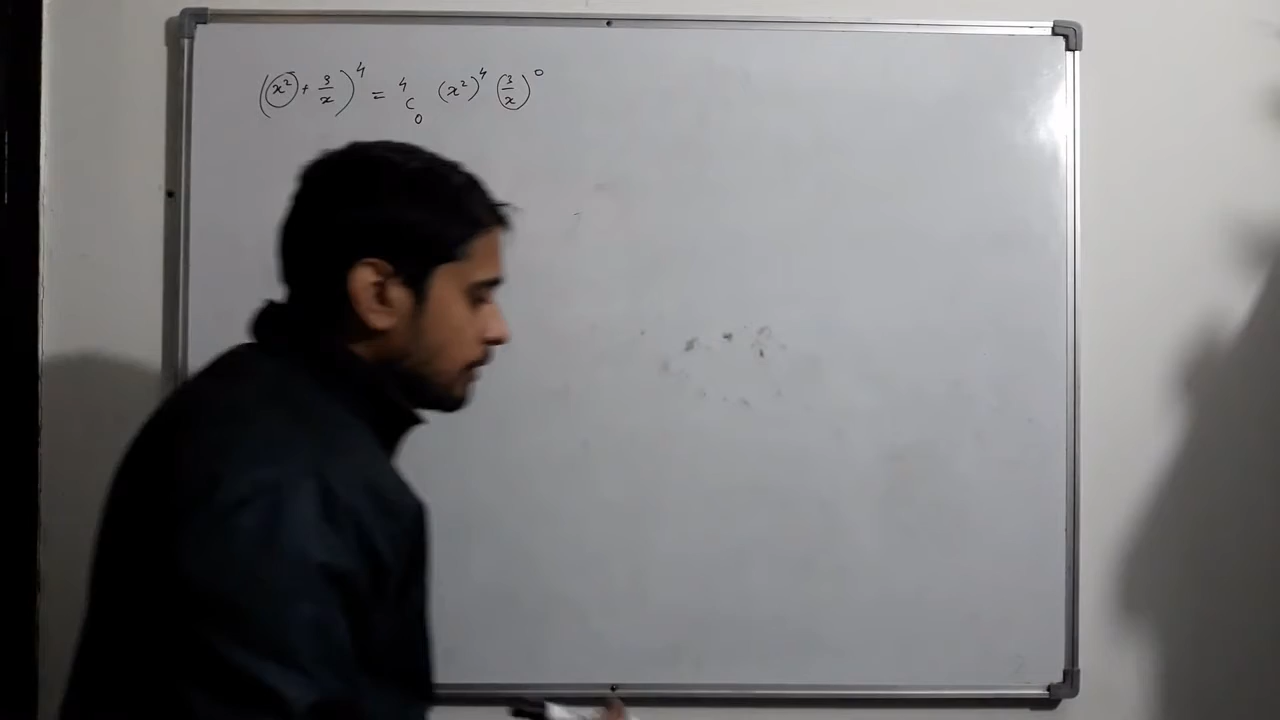 (x² + 3/x)⁴ = ⁴C₀ (x²)⁴ (3/x)⁰